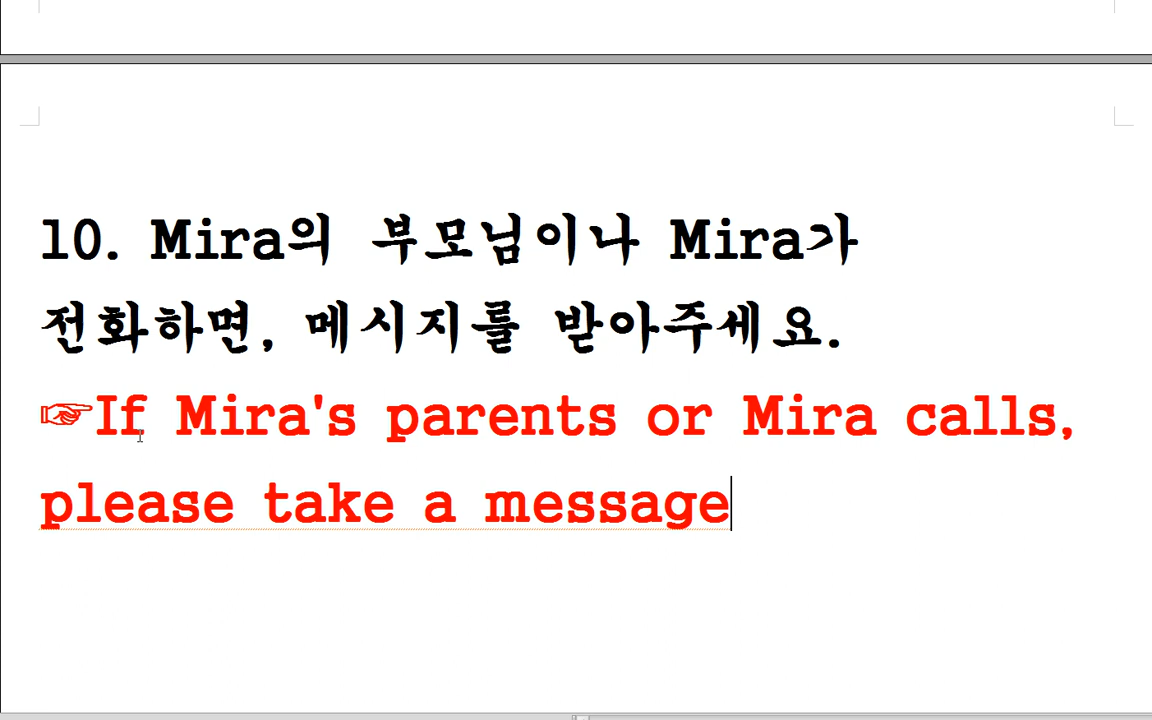 10. Mira의 부모님이나 Mira가
전화하면, 메시지를 받아주세요.
☞If Mira's parents or Mira calls,
please take a message